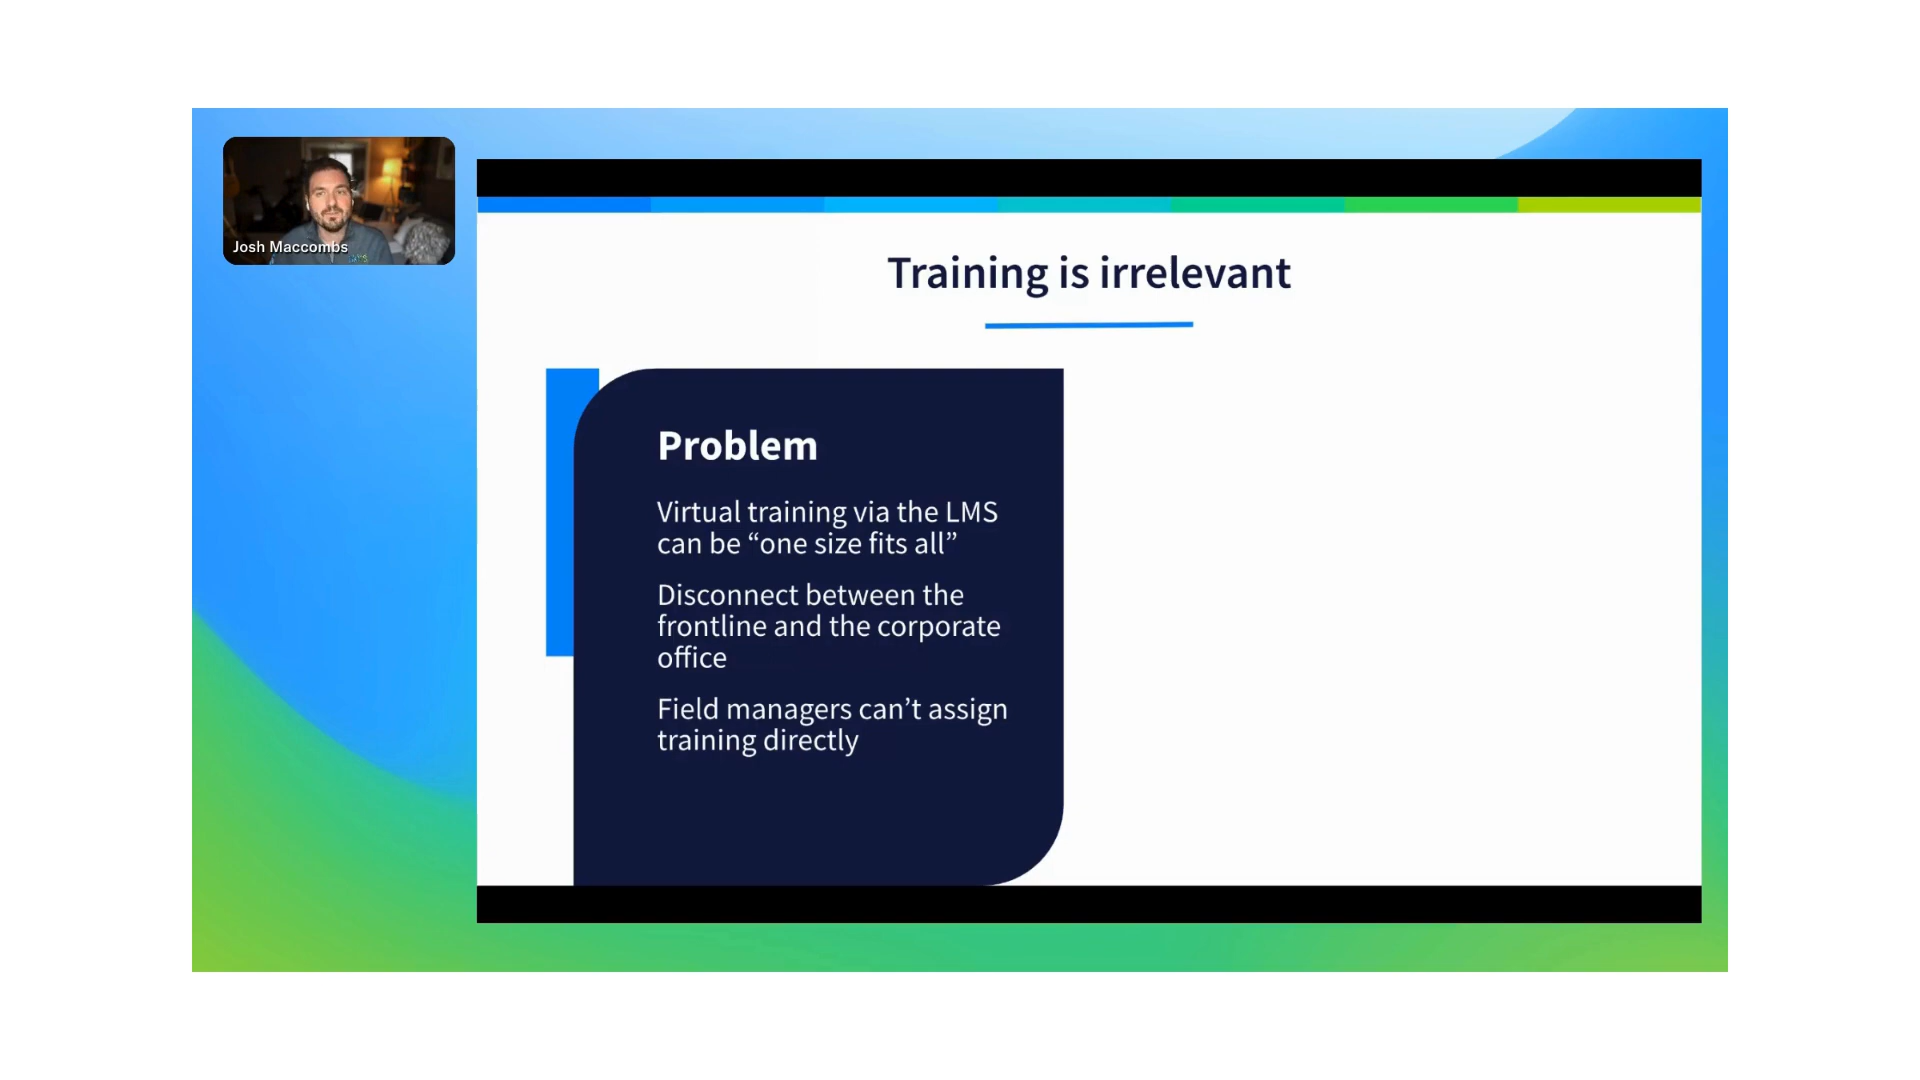 Josh Maccombs
Training is irrelevant
Problem
Virtual training via the LMS
can be “one size fits all”
Disconnect between the
frontline and the corporate
office
Field managers can’t assign
training directly